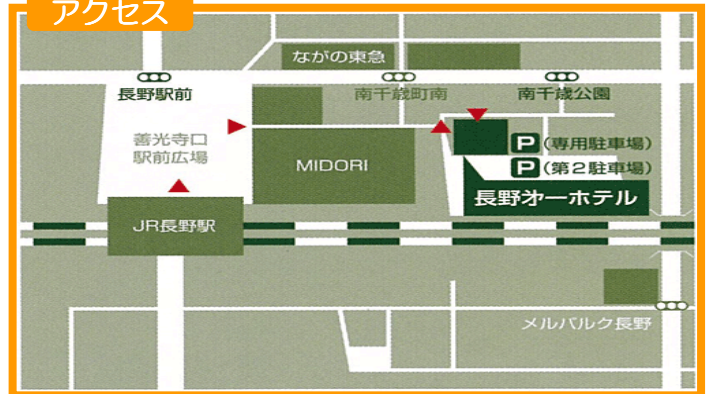 アクセス
ながの東急
長野駅前
南千歳町南
南千歳公園
善光寺口
駅前広場
MIDORI
P(専用駐車場)
P(第2駐車場)
長野第一ホテル
JR長野駅
メルパルク長野